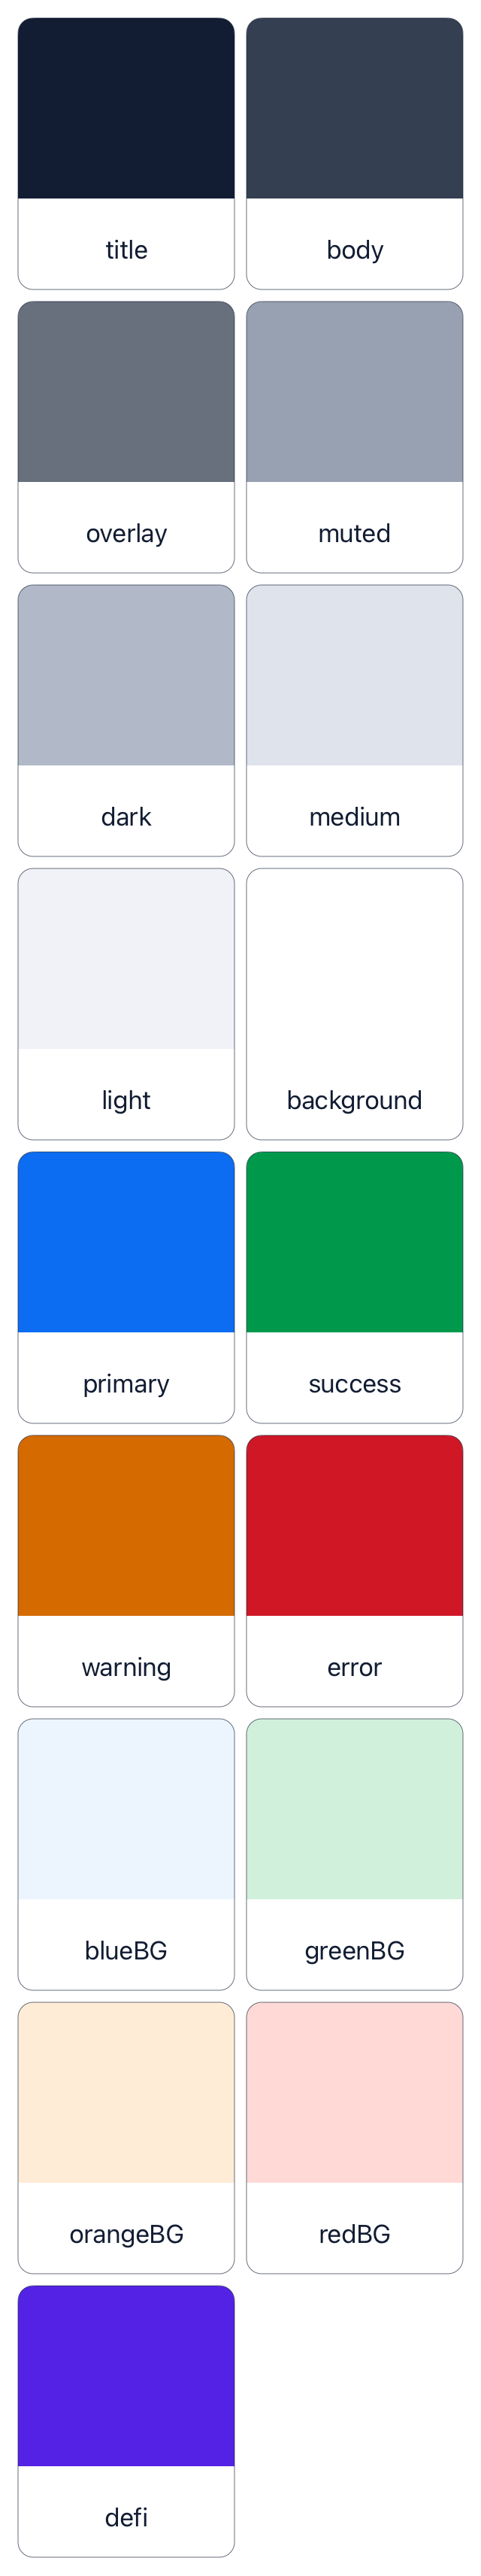 title
body
overlay
muted
dark
medium
light
background
primary
success
warning
error
blueBG
greenBG
orangeBG
redBG
defi